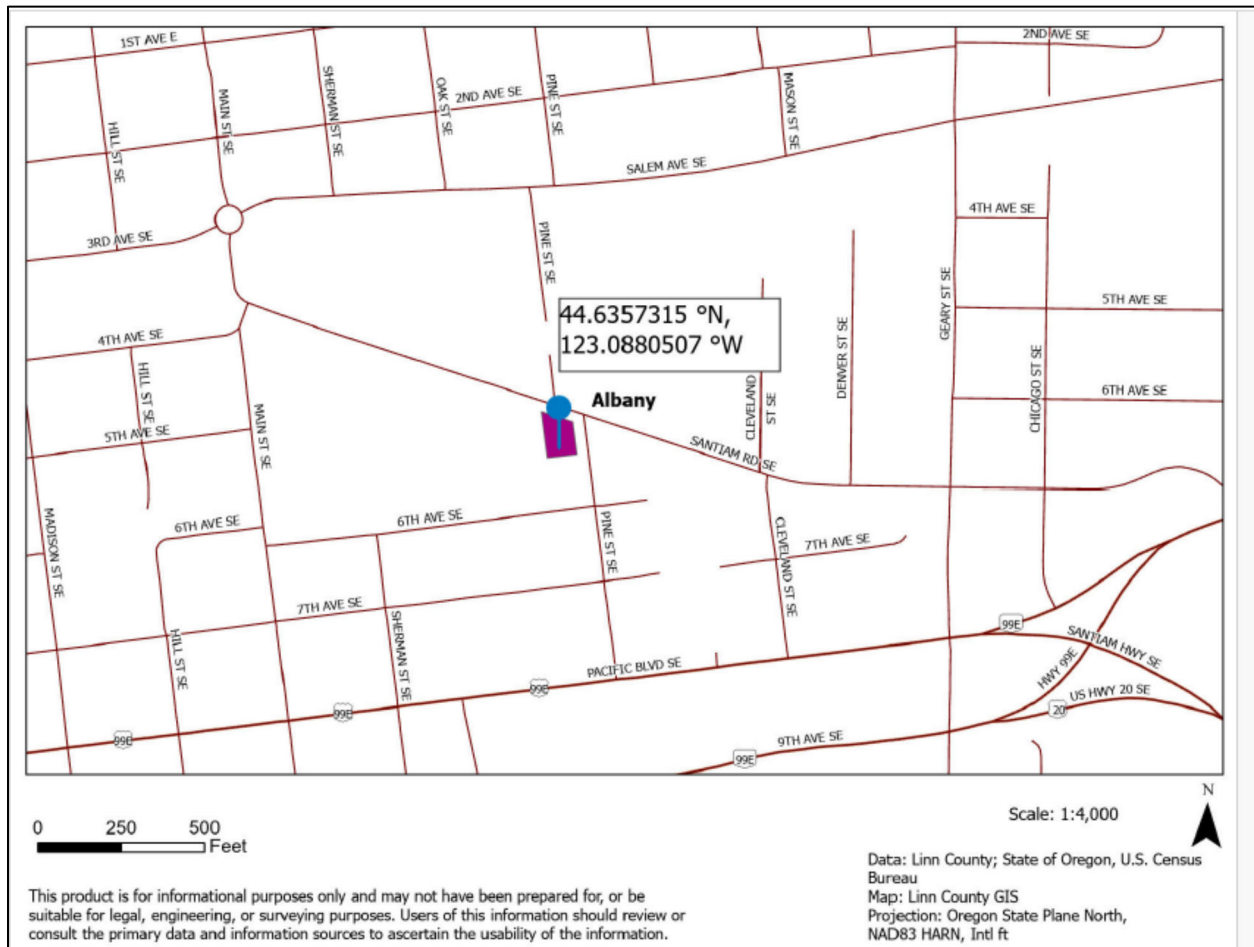 1ST AVE E
2ND AVE SE
HILL ST SE
MAIN ST SE
SHERMAN ST SE
OAK ST SE
PINE ST SE
2ND AVE SE
MASON ST SE
SALEM AVE SE
3RD AVE SE
PINE ST SE
4TH AVE SE
GEARY ST SE
5TH AVE SE
44.6357315 °N,
123.0880507 °W
4TH AVE SE
HILL ST SE
DENVER ST SE
CHICAGO ST SE
CLEVELAND
ST SE
6TH AVE SE
Albany
MAIN ST SE
5TH AVE SE
SANTIAM RD SE
MADISON ST SE
6TH AVE SE
6TH AVE SE
PINE ST SE
CLEVELAND ST SE
7TH AVE SE
7TH AVE SE
HILL ST SE
SHERMAN ST SE
99E
SANTIAM HWY SE
HWY 99E
PACIFIC BLVD SE
99E
US HWY 20 SE
20
99E
99E
9TH AVE SE
99E
N
0 250 500
Feet
Scale: 1:4,000
This product is for informational purposes only and may not have been prepared for, or be
suitable for legal, engineering, or surveying purposes. Users of this information should review or
consult the primary data and information sources to ascertain the usability of the information.
Data: Linn County; State of Oregon, U.S. Census
Bureau
Map: Linn County GIS
Projection: Oregon State Plane North,
NAD83 HARN, Intl ft